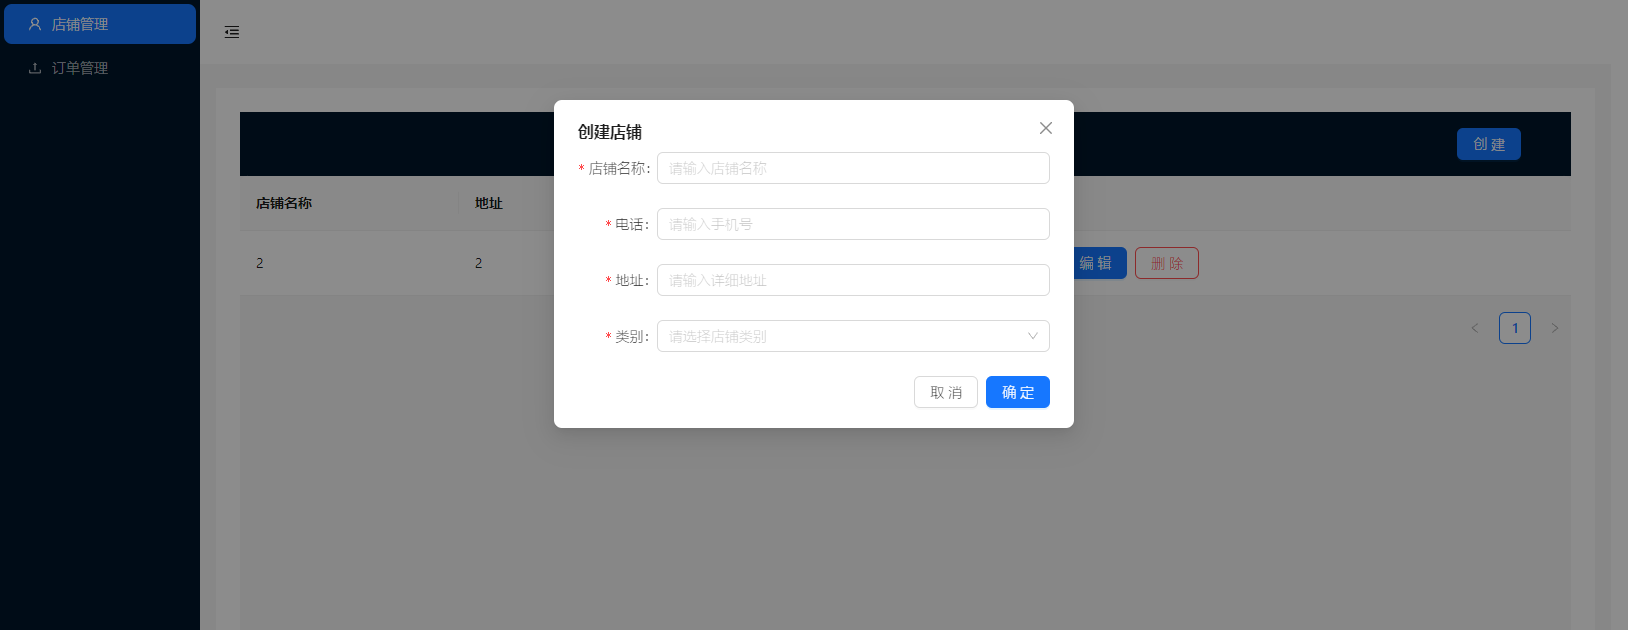 店铺管理
订单管理
创建
店铺名称
地址
2
2
编辑
删除
1
创建店铺
* 店铺名称:
请输入店铺名称
* 电话:
请输入手机号
* 地址:
请输入详细地址
* 类别:
请选择店铺类别
取消
确定